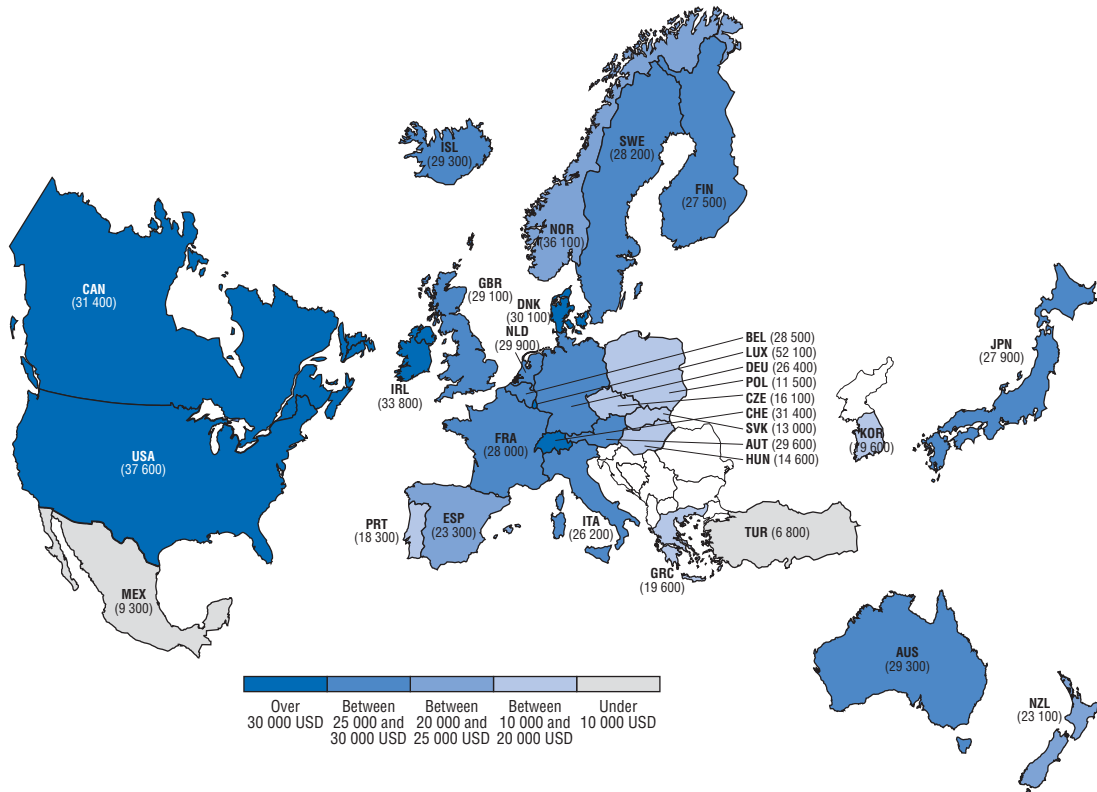 ISL
(29 300)
SWE
(28 200)
FIN
(27 500)
NOR
(36 100)
CAN
(31 400)
GBR
(29 100)
DNK
(30 100)
NLD
(29 900)
IRL
(33 800)
BEL (28 500)
LUX (52 100)
DEU (26 400)
POL (11 500)
CZE (16 100)
CHE (31 400)
SVK (13 000)
AUT (29 600)
HUN (14 600)
JPN
(27 900)
KOR
(19 600)
USA
(37 600)
FRA
(28 000)
PRT
(18 300)
ESP
(23 300)
ITA
(26 200)
TUR (6 800)
GRC
(19 600)
MEX
(9 300)
AUS
(29 300)
NZL
(23 100)
Over
30 000 USD
Between
25 000 and
30 000 USD
Between
20 000 and
25 000 USD
Between
10 000 and
20 000 USD
Under
10 000 USD